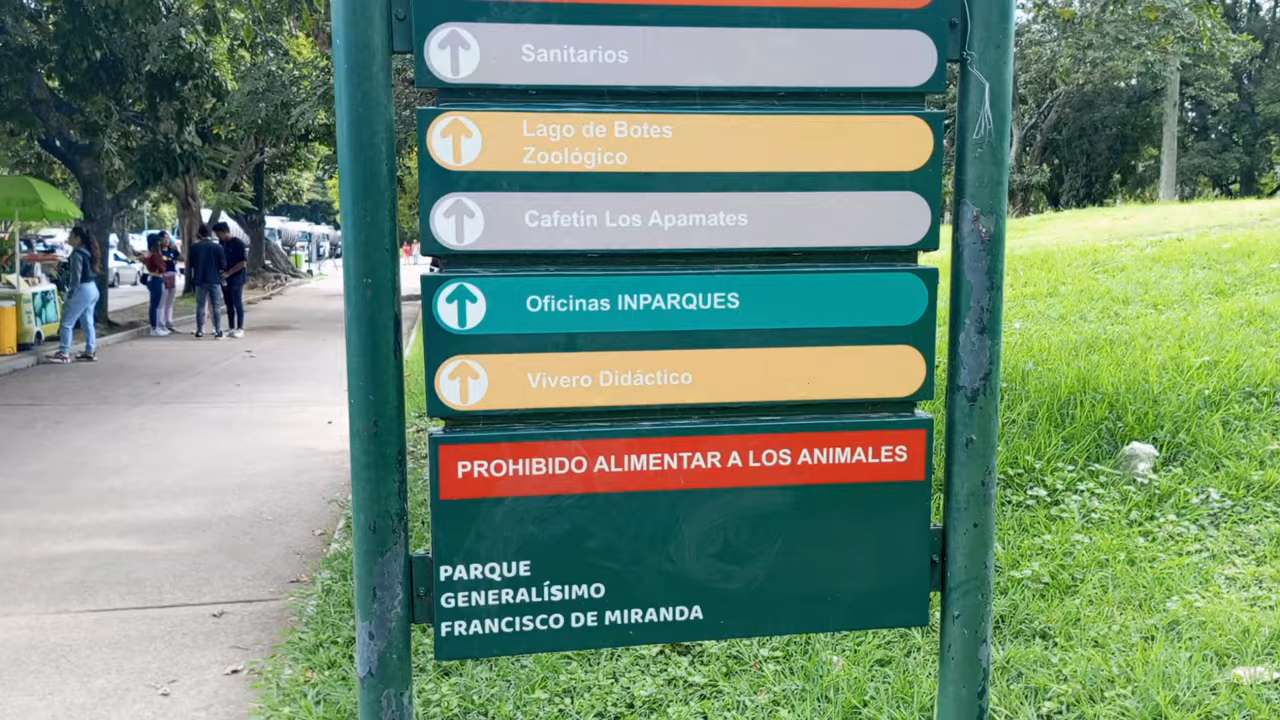 Sanitarios
Lago de Botes
Zoológico
Cafetín Los Apamates
Oficinas INPARQUES
Vivero Didáctico
PROHIBIDO ALIMENTAR A LOS ANIMALES
PARQUE
GENERALÍSIMO
FRANCISCO DE MIRANDA